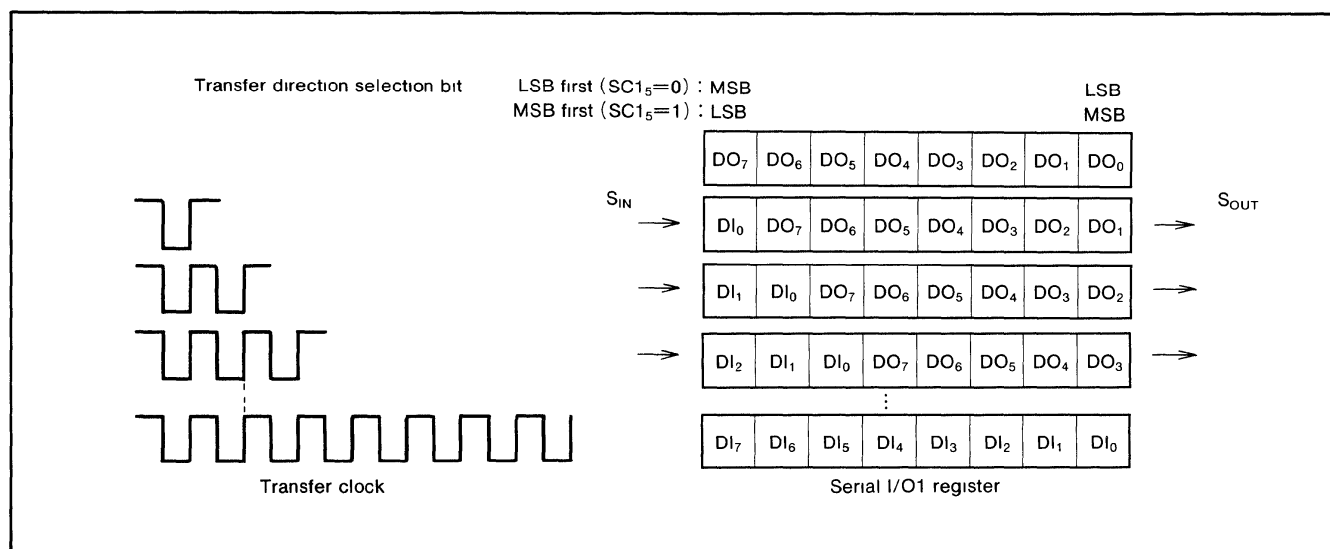 Transfer direction selection bit LSB first (SC1₅=0) : MSB LSB
MSB first (SC1₅=1) : LSB MSB
DO₇ DO₆ DO₅ DO₄ DO₃ DO₂ DO₁ DO₀
S_IN DI₀ DO₇ DO₆ DO₅ DO₄ DO₃ DO₂ DO₁ S_OUT
DI₁ DI₀ DO₇ DO₆ DO₅ DO₄ DO₃ DO₂
DI₂ DI₁ DI₀ DO₇ DO₆ DO₅ DO₄ DO₃
⋮
DI₇ DI₆ DI₅ DI₄ DI₃ DI₂ DI₁ DI₀
Transfer clock Serial I/O1 register